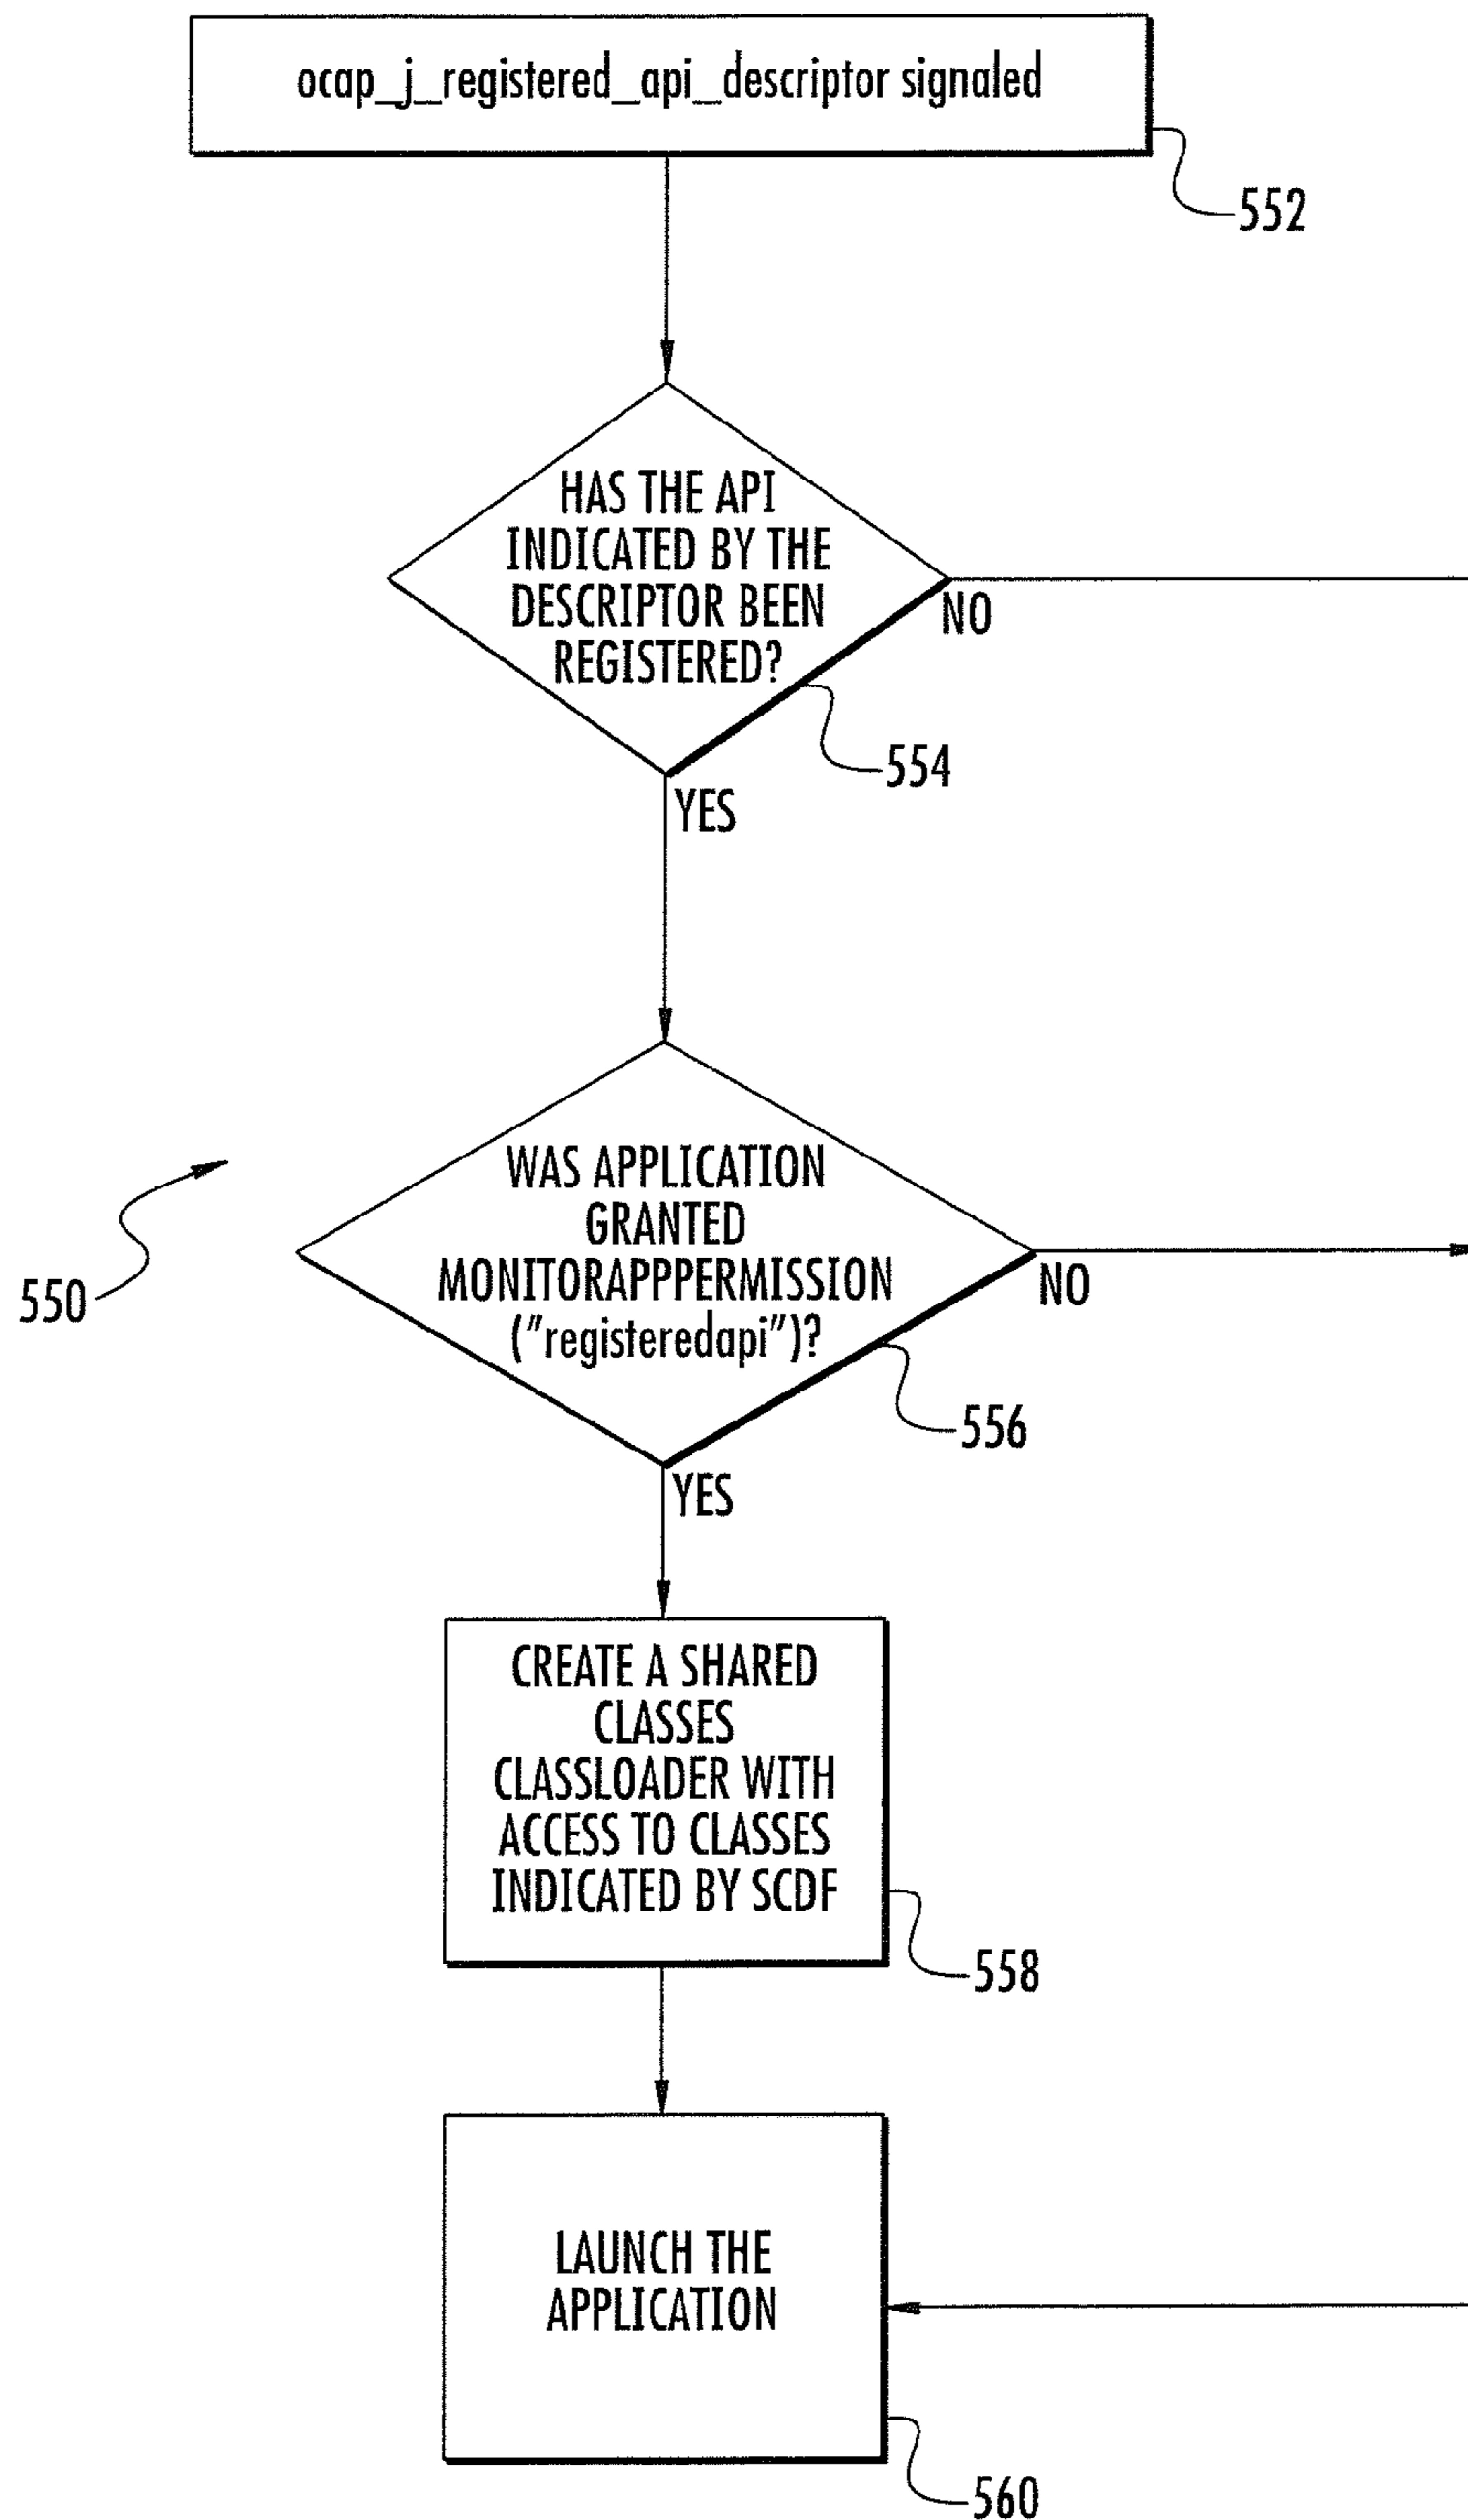 ocap_j_registered_api_descriptor signaled
552
HAS THE API
INDICATED BY THE
DESCRIPTOR BEEN
REGISTERED?
NO
554
YES
WAS APPLICATION
GRANTED
MONITORAPPPERMISSION
("registeredapi")?
550
NO
556
YES
CREATE A SHARED
CLASSES
CLASSLOADER WITH
ACCESS TO CLASSES
INDICATED BY SCDF
558
LAUNCH THE
APPLICATION
560